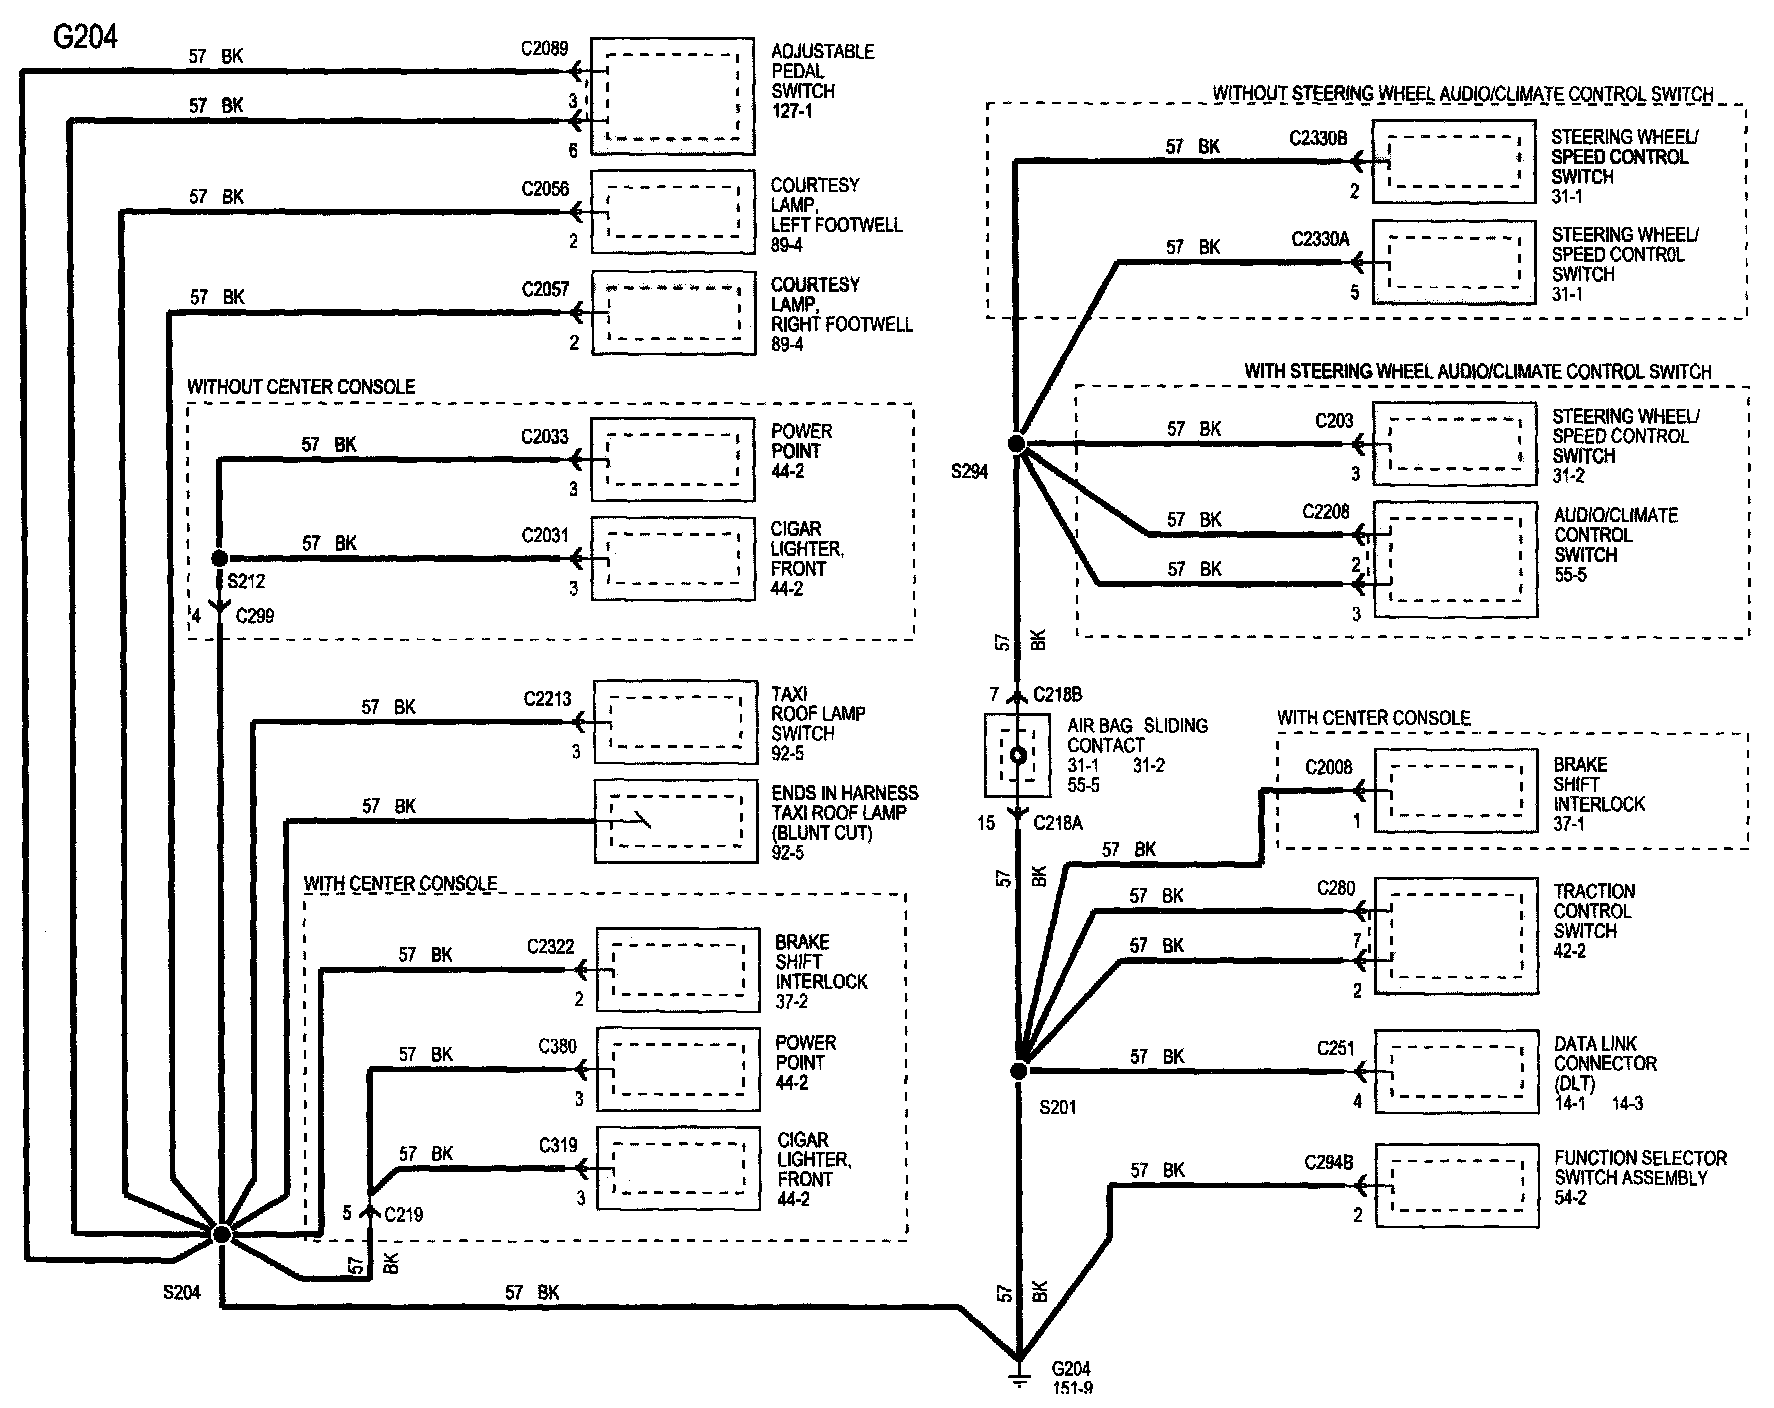 G204
57 BK
C2089
3
57 BK
6
ADJUSTABLE
PEDAL
SWITCH
127-1
57 BK
C2056
2
COURTESY
LAMP,
LEFT FOOTWELL
89-4
57 BK
C2057
2
COURTESY
LAMP,
RIGHT FOOTWELL
89-4
WITHOUT CENTER CONSOLE
57 BK
C2033
3
POWER
POINT
44-2
57 BK
C2031
3
CIGAR
LIGHTER,
FRONT
44-2
S212
4 C299
57 BK
C2213
3
TAXI
ROOF LAMP
SWITCH
92-5
57 BK
ENDS IN HARNESS
TAXI ROOF LAMP
(BLUNT CUT)
92-5
WITH CENTER CONSOLE
57 BK
C2322
2
BRAKE
SHIFT
INTERLOCK
37-2
57 BK
C380
3
POWER
POINT
44-2
57 BK
C319
3
CIGAR
LIGHTER,
FRONT
44-2
5 C219
57 BK
S204
57 BK
WITHOUT STEERING WHEEL AUDIO/CLIMATE CONTROL SWITCH
57 BK
C2330B
2
STEERING WHEEL/
SPEED CONTROL
SWITCH
31-1
57 BK
C2330A
5
STEERING WHEEL/
SPEED CONTROL
SWITCH
31-1
WITH STEERING WHEEL AUDIO/CLIMATE CONTROL SWITCH
57 BK
C203
3
STEERING WHEEL/
SPEED CONTROL
SWITCH
31-2
S294
57 BK
C2208
2
57 BK
3
AUDIO/CLIMATE
CONTROL
SWITCH
55-5
57 BK
7 C218B
AIR BAG SLIDING
CONTACT
31-1 31-2
55-5
15 C218A
57 BK
WITH CENTER CONSOLE
57 BK
C2008
1
BRAKE
SHIFT
INTERLOCK
37-1
57 BK
C280
7
57 BK
2
TRACTION
CONTROL
SWITCH
42-2
57 BK
C251
4
DATA LINK
CONNECTOR
(DLT)
14-1 14-3
S201
57 BK
C294B
2
FUNCTION SELECTOR
SWITCH ASSEMBLY
54-2
57 BK
G204
151-9